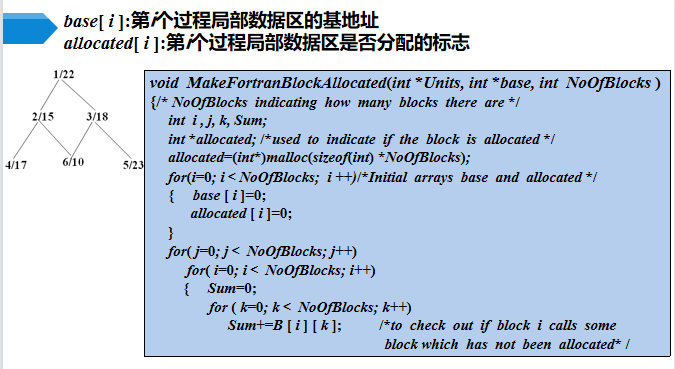 base[ i ]:第i个过程局部数据区的基地址
allocated[ i ]:第i个过程局部数据区是否分配的标志
1/22
2/15
3/18
4/17
6/10
5/23
void MakeFortranBlockAllocated(int *Units, int *base, int NoOfBlocks )
{/* NoOfBlocks indicating how many blocks there are */
int i , j, k, Sum;
int *allocated; /*used to indicate if the block is allocated */
allocated=(int*)malloc(sizeof(int) *NoOfBlocks);
for(i=0; i < NoOfBlocks; i ++)/*Initial arrays base and allocated */
{ base [ i ]=0;
allocated [ i ]=0;
}
for( j=0; j < NoOfBlocks; j++)
for( i=0; i < NoOfBlocks; i++)
{ Sum=0;
for ( k=0; k < NoOfBlocks; k++)
Sum+=B [ i ] [ k ]; /*to check out if block i calls some
block which has not been allocated* /